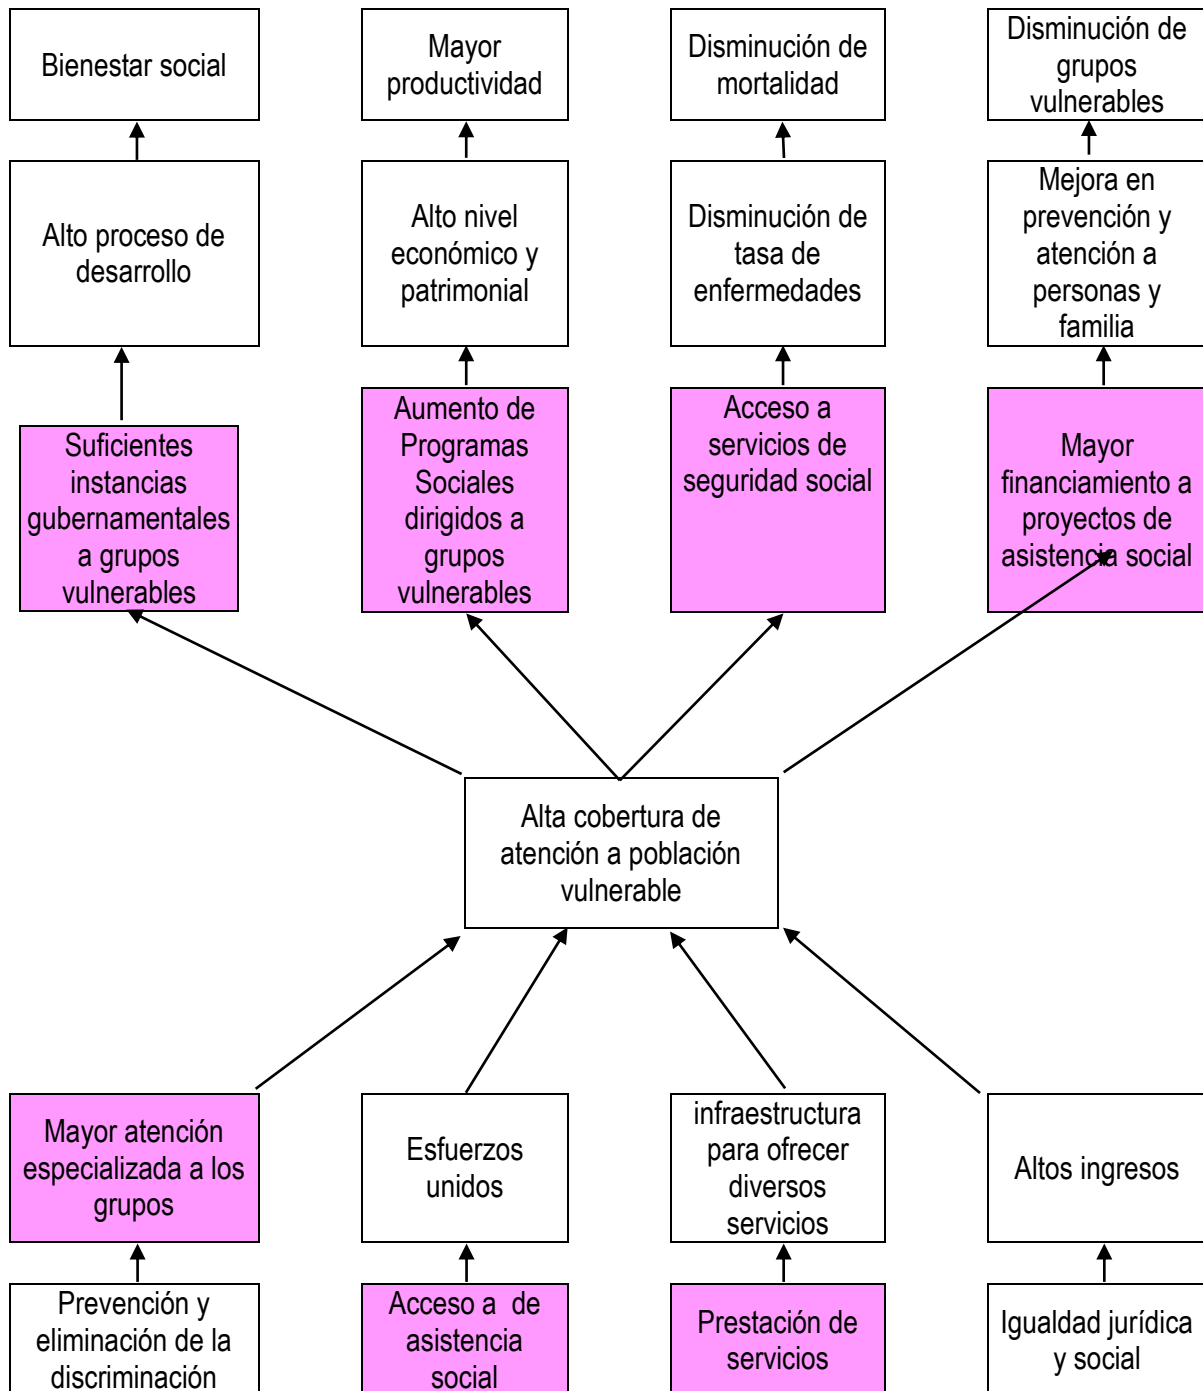 Bienestar social
Mayor
productividad
Disminución de
mortalidad
Disminución de
grupos
vulnerables
Alto proceso de
desarrollo
Alto nivel
económico y
patrimonial
Disminución de
tasa de
enfermedades
Mejora en
prevención y
atención a
personas y
familia
Suficientes
instancias
gubernamentales
a grupos
vulnerables
Aumento de
Programas
Sociales
dirigidos a
grupos
vulnerables
Acceso a
servicios de
seguridad social
Mayor
financiamiento a
proyectos de
asistencia social
Alta cobertura de
atención a población
vulnerable
Mayor atención
especializada a los
grupos
Esfuerzos
unidos
infraestructura
para ofrecer
diversos
servicios
Altos ingresos
Prevención y
eliminación de la
discriminación
Acceso a  de
asistencia
social
Prestación de
servicios
Igualdad jurídica
y social